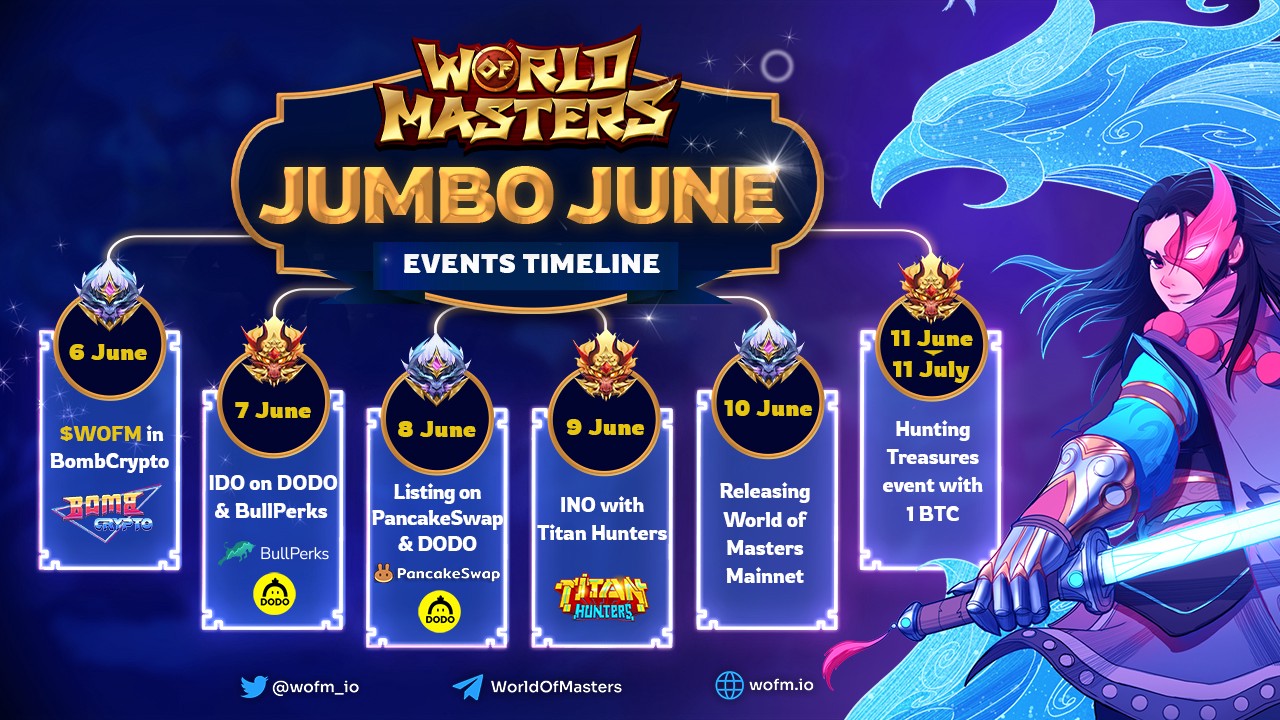 WORLD
OF
MASTERS
JUMBO JUNE
EVENTS TIMELINE
6 June
$WOFM in
BombCrypto
BOMB
CRYPTO
7 June
IDO on DODO
& BullPerks
BullPerks
DODO
8 June
Listing on
PancakeSwap
& DODO
PancakeSwap
DODO
9 June
INO with
Titan Hunters
TITAN
HUNTERS
10 June
Releasing
World of
Masters
Mainnet
11 June
11 July
Hunting
Treasures
event with
1 BTC
@wofm_io
WorldOfMasters
wofm.io